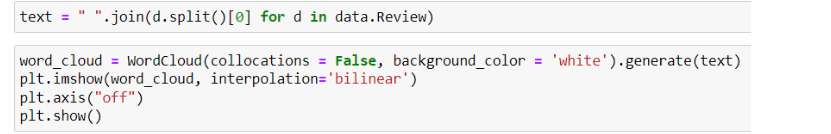 text = " ".join(d.split()[0] for d in data.Review)
word_cloud = WordCloud(collocations = False, background_color = 'white').generate(text)
plt.imshow(word_cloud, interpolation='bilinear')
plt.axis("off")
plt.show()